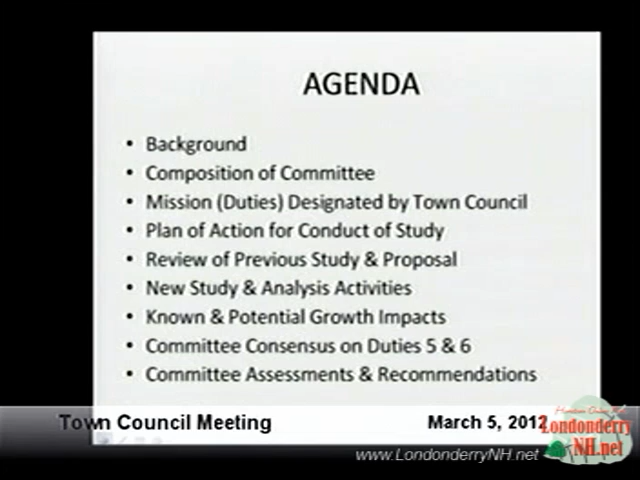 AGENDA
• Background
• Composition of Committee
• Mission (Duties) Designated by Town Council
• Plan of Action for Conduct of Study
• Review of Previous Study & Proposal
• New Study & Analysis Activities
• Known & Potential Growth Impacts
• Committee Consensus on Duties 5 & 6
• Committee Assessments & Recommendations
Town Council Meeting
March 5, 2012
Londonderry
NH.net
www.LondonderryNH.net